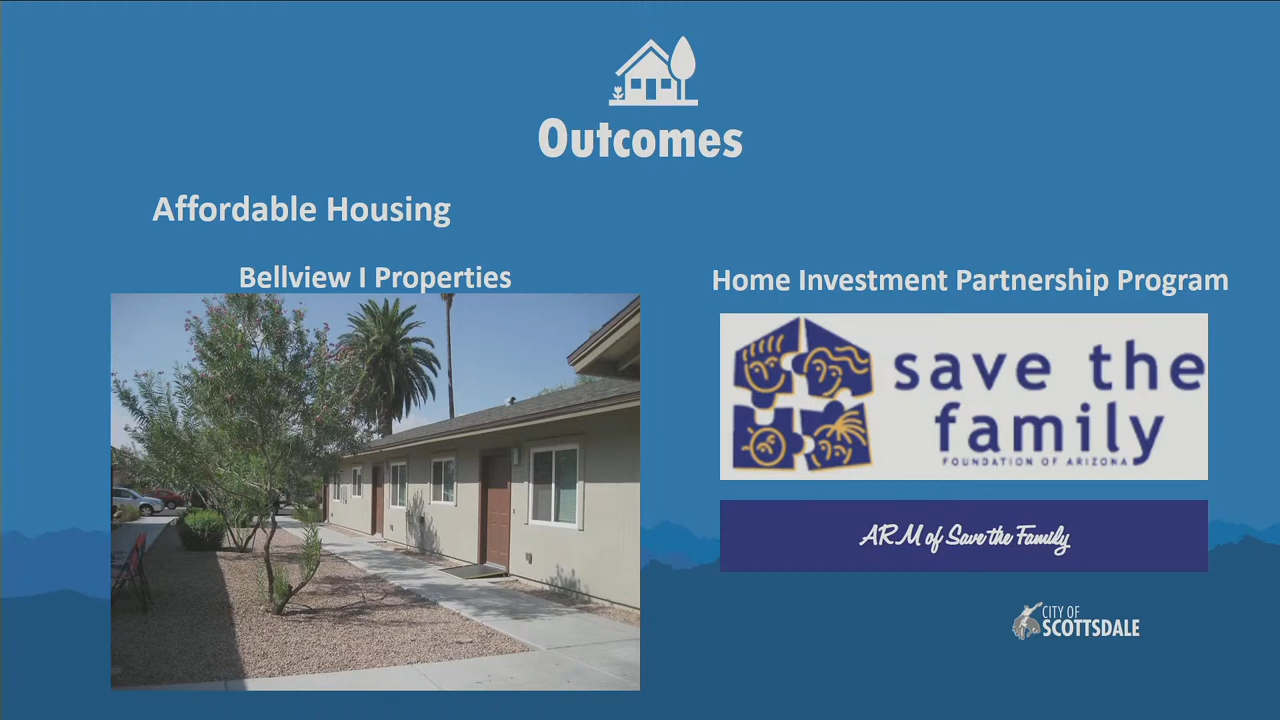 Outcomes
Affordable Housing
Bellview I Properties
Home Investment Partnership Program
save the
family
FOUNDATION OF ARIZONA
ARM of Save the Family
CITY OF
SCOTTSDALE